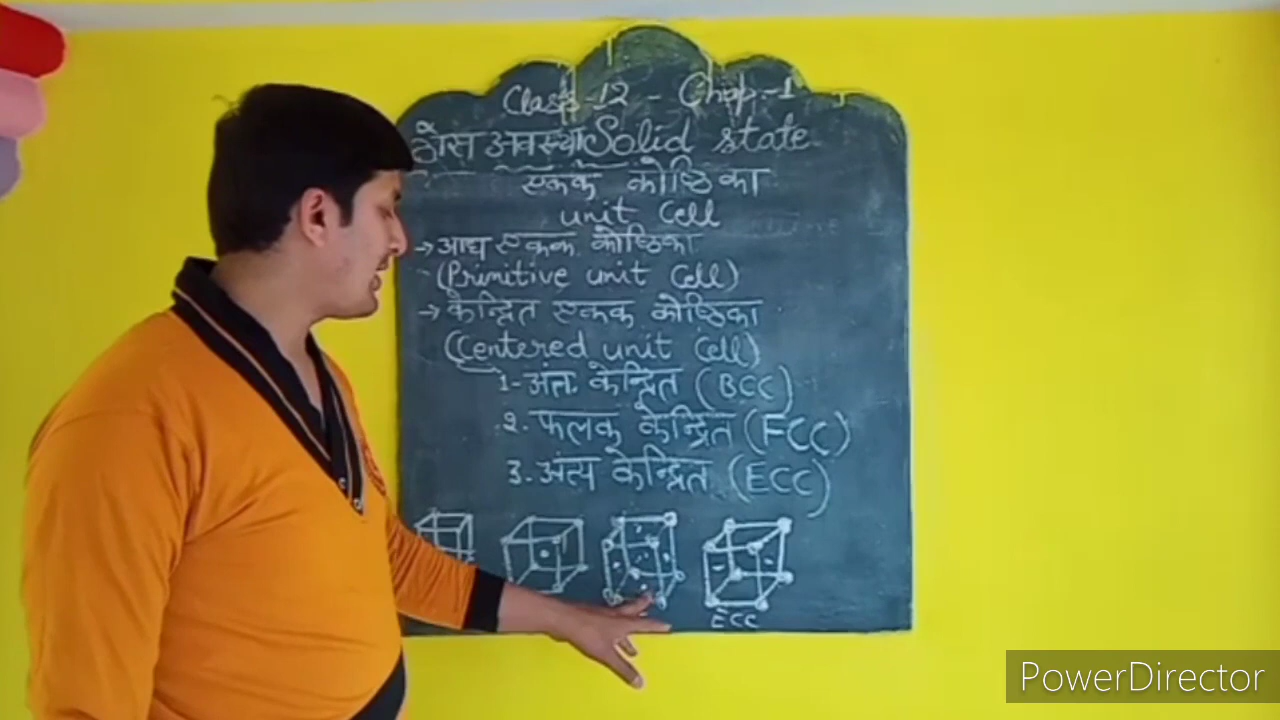 Class-12 - Chap.-1
ठोस अवस्था Solid state
एकक कोष्ठिका
unit Cell
→ आद्य एकक कोष्ठिका
(Primitive unit Cell)
→ केन्द्रित एकक कोष्ठिका
(Centered unit Cell)
1- अंत. केन्द्रित (BCC)
२. फलक केन्द्रित (FCC)
३- अंत्य केन्द्रित (ECC)
ECC
PowerDirector